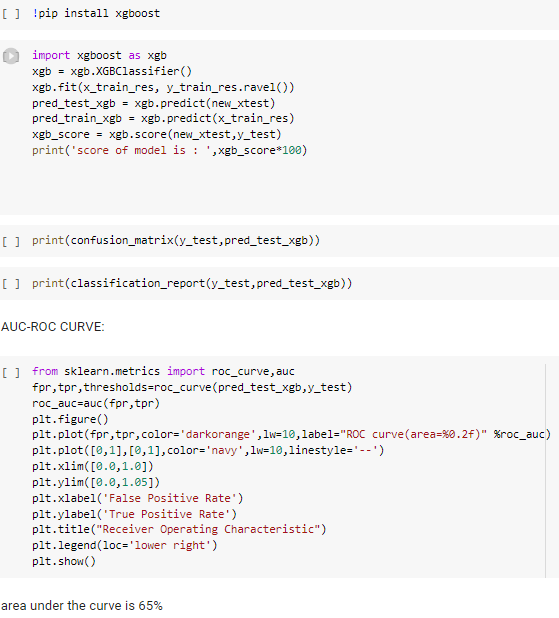 [ ] !pip install xgboost
import xgboost as xgb
xgb = xgb.XGBClassifier()
xgb.fit(x_train_res, y_train_res.ravel())
pred_test_xgb = xgb.predict(new_xtest)
pred_train_xgb = xgb.predict(x_train_res)
xgb_score = xgb.score(new_xtest,y_test)
print('score of model is : ',xgb_score*100)
[ ] print(confusion_matrix(y_test,pred_test_xgb))
[ ] print(classification_report(y_test,pred_test_xgb))
AUC-ROC CURVE:
[ ] from sklearn.metrics import roc_curve,auc
fpr,tpr,thresholds=roc_curve(pred_test_xgb,y_test)
roc_auc=auc(fpr,tpr)
plt.figure()
plt.plot(fpr,tpr,color='darkorange',lw=10,label="ROC curve(area=%0.2f)" %roc_auc)
plt.plot([0,1],[0,1],color='navy',lw=10,linestyle='--')
plt.xlim([0.0,1.0])
plt.ylim([0.0,1.05])
plt.xlabel('False Positive Rate')
plt.ylabel('True Positive Rate')
plt.title("Receiver Operating Characteristic")
plt.legend(loc='lower right')
plt.show()
area under the curve is 65%